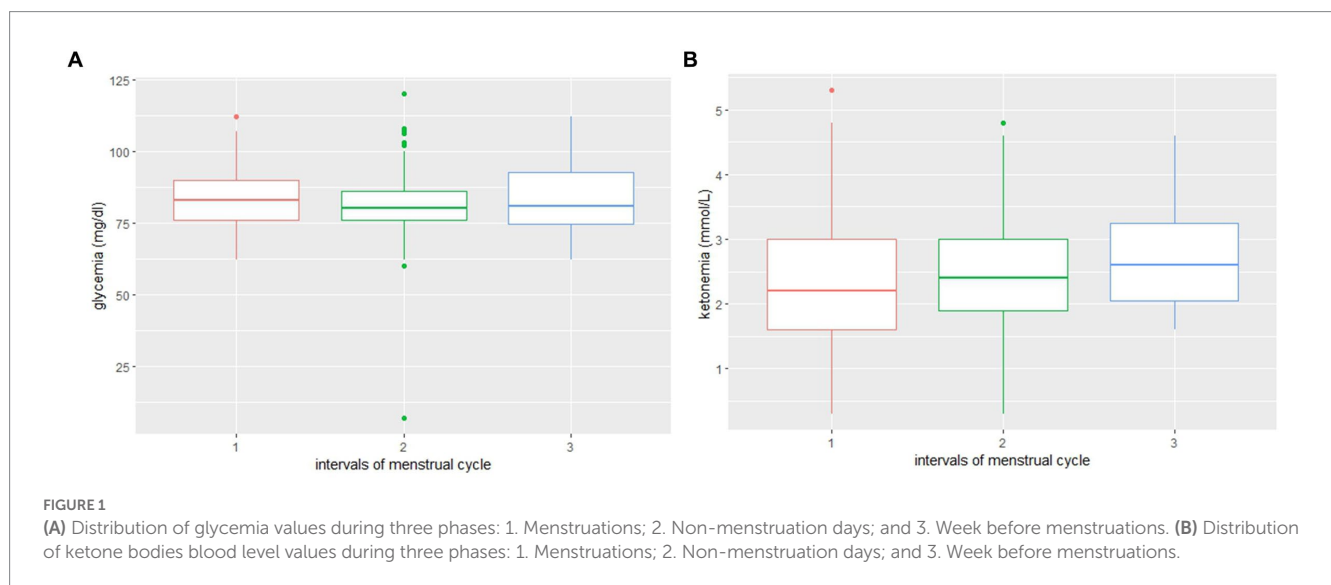 A
125
100
75
50
25
glycemia (mg/dl)
1 2 3
intervals of menstrual cycle
B
5
4
3
2
1
ketonemia (mmol/L)
1 2 3
intervals of menstrual cycle
FIGURE 1
(A) Distribution of glycemia values during three phases: 1. Menstruations; 2. Non-menstruation days; and 3. Week before menstruations. (B) Distribution
of ketone bodies blood level values during three phases: 1. Menstruations; 2. Non-menstruation days; and 3. Week before menstruations.